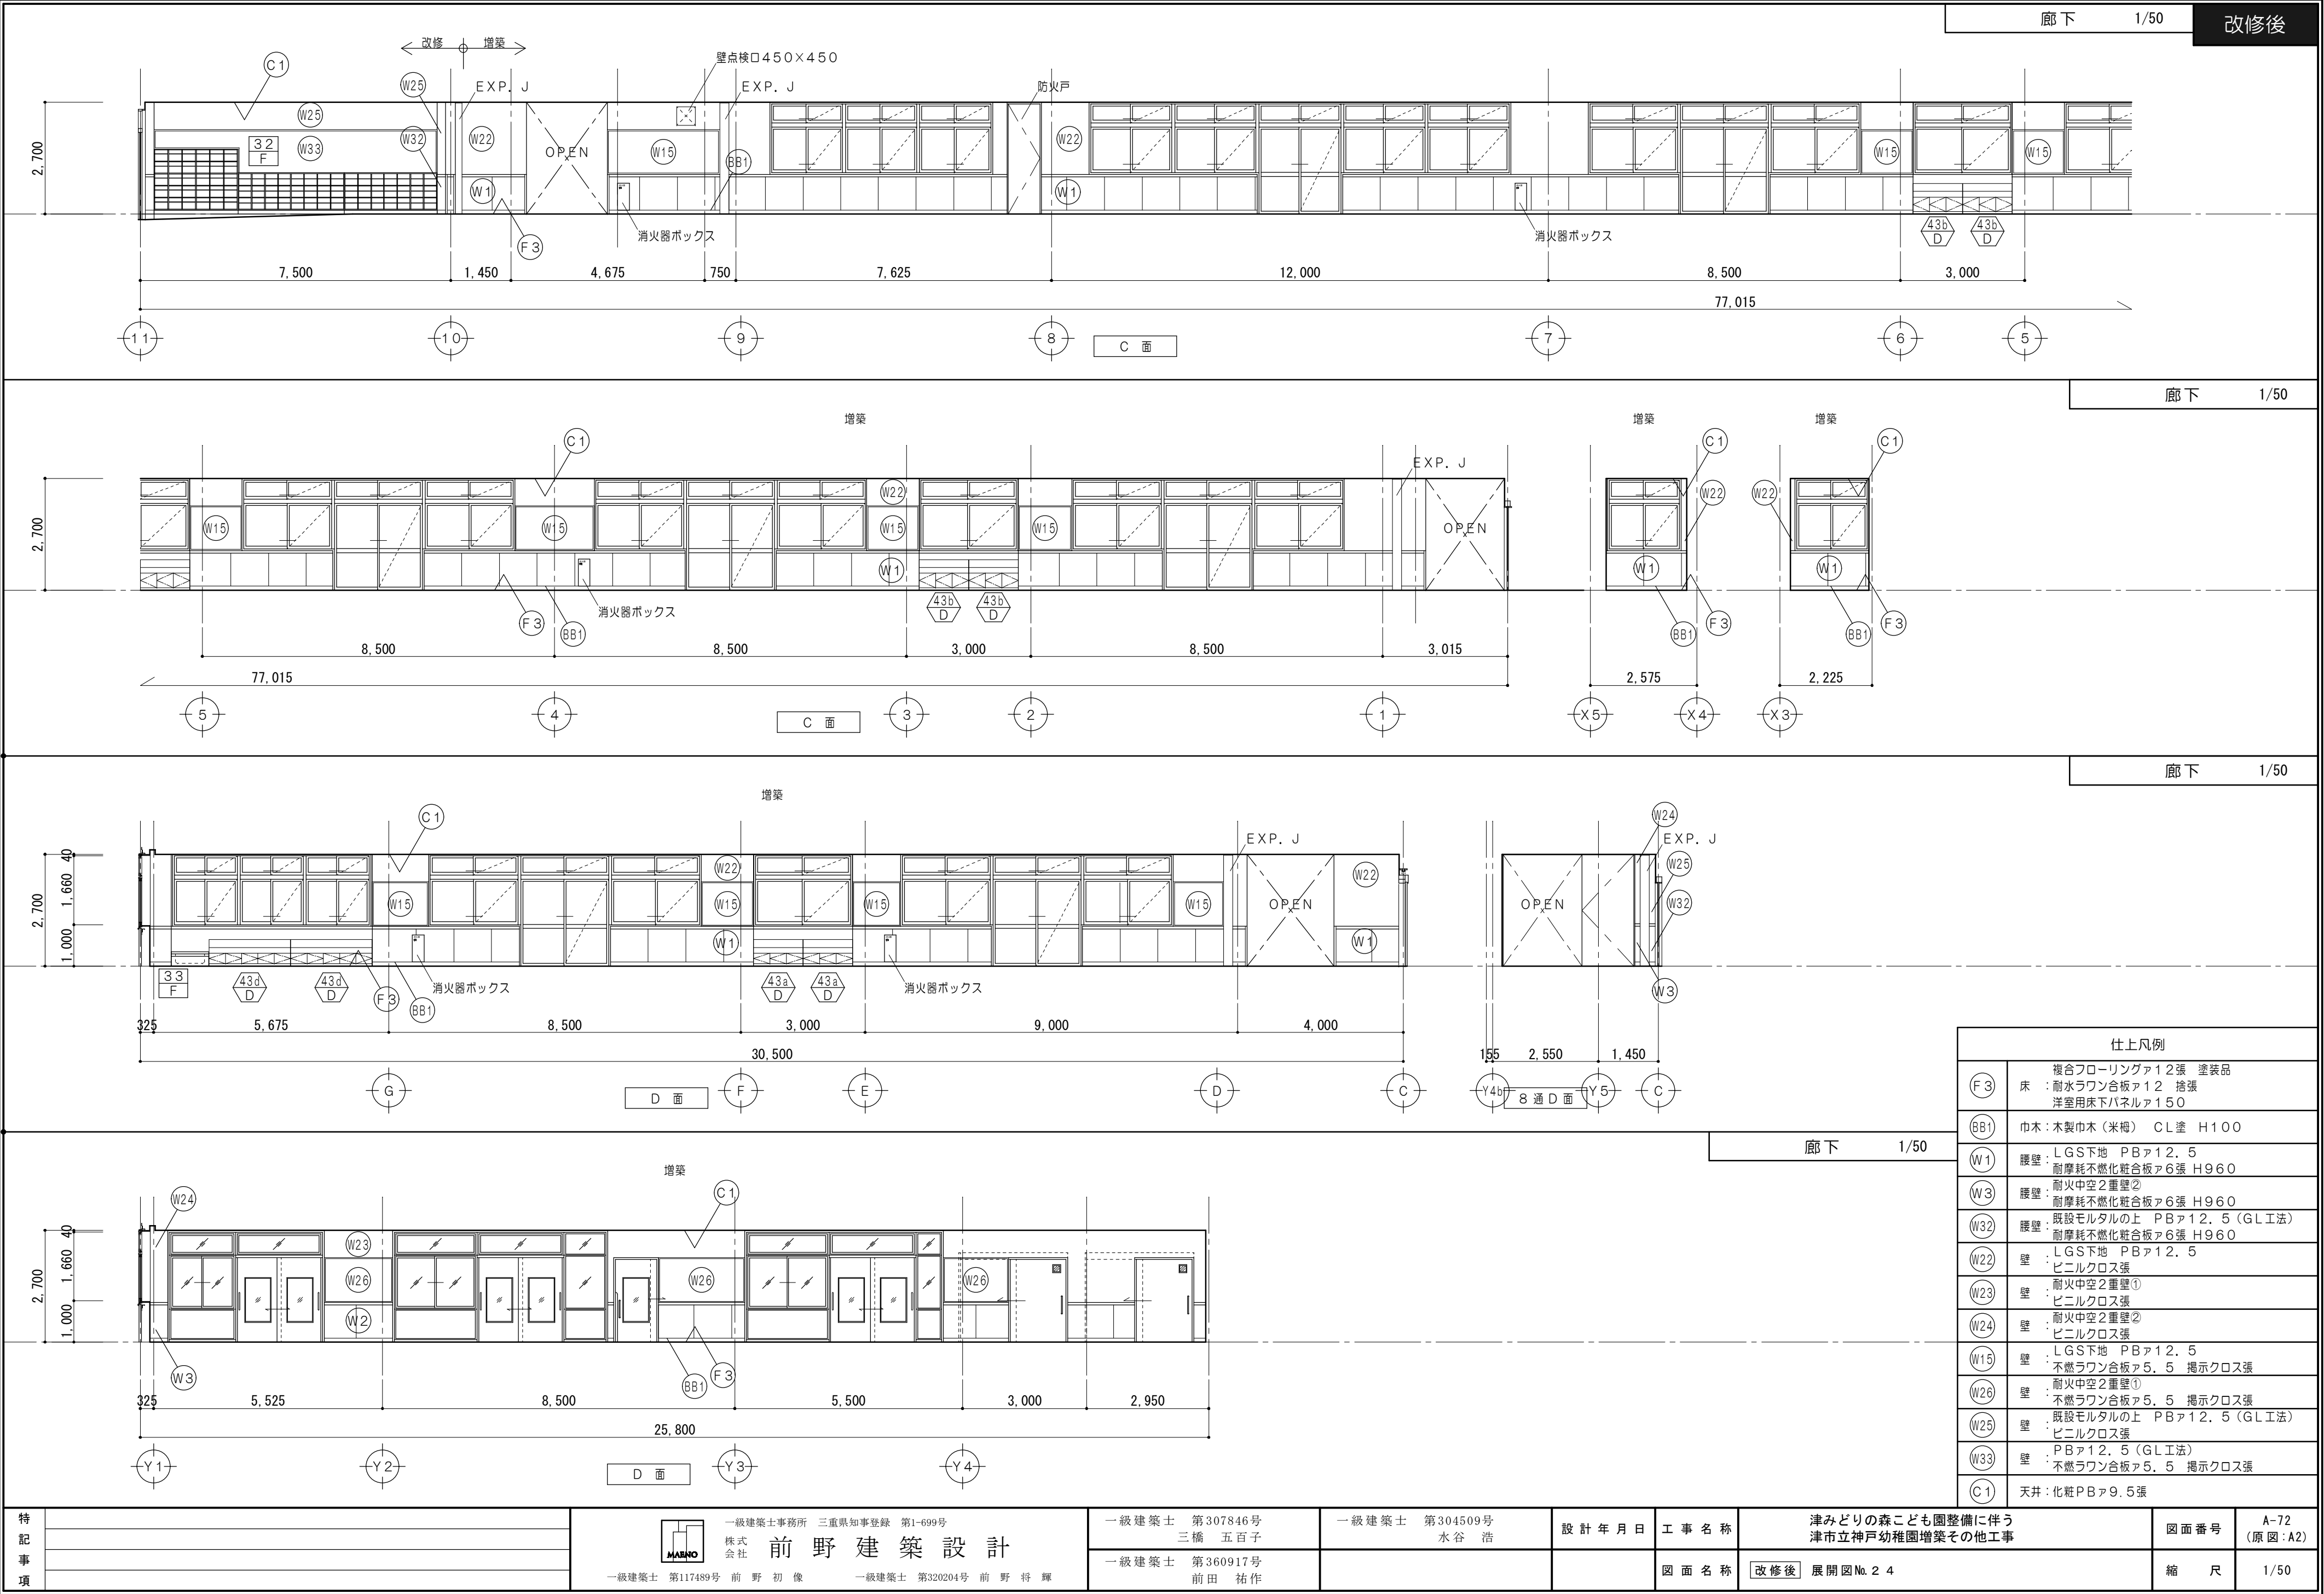 廊下 1/50 改修後
改修 増築
C1
W25
EXP. J
壁点検口450×450
EXP. J
防火戸
W25
32
F
W33
W32
W22
OPEN
W15
BB1
W22
W15
W15
2,700
W1
W1
F3
消火器ボックス
消火器ボックス
43b
D
43b
D
7,500 1,450 4,675 750 7,625 12,000 8,500 3,000
77,015
11 10 9 8 7 6 5
C 面
廊下 1/50
増築 増築 増築
C1 C1 C1
EXP. J
W22 W22 W22
2,700
W15 W15 W15 W15 OPEN
W1 W1 W1
消火器ボックス
43b
D
43b
D
F3 BB1 BB1 F3 BB1 F3
8,500 8,500 3,000 8,500 3,015
77,015 2,575 2,225
5 4 3 2 1 X5 X4 X3
C 面
廊下 1/50
増築
C1
EXP. J
W24
EXP. J
W25
W32
W22 W22
2,700
40
1,660
1,000
W15 W15 W15 W15 OPEN OPEN
W1 W1
33
F
43d
D
43d
D
F3
BB1
消火器ボックス
43a
D
43a
D
消火器ボックス
W3
325 5,675 8,500 3,000 9,000 4,000
30,500
155 2,550 1,450
G F E D C Y4b Y5 C
D 面
8通D面
廊下 1/50
増築
W24
C1
W23
W26 W26 W26
W2
2,700
40
1,660
1,000
W3
BB1
F3
325 5,525 8,500 5,500 3,000 2,950
25,800
Y1 Y2 Y3 Y4
D 面
仕上凡例
F3 床 : 複合フローリングァ12張 塗装品
耐水ラワン合板ァ12 捨張
洋室用床下パネルァ150
BB1 巾木:木製巾木(米栂) CL塗 H100
W1 腰壁: LGS下地 PBァ12.5
耐摩耗不燃化粧合板ァ6張 H960
W3 腰壁: 耐火中空2重壁②
耐摩耗不燃化粧合板ァ6張 H960
W32 腰壁: 既設モルタルの上 PBァ12.5(GL工法)
耐摩耗不燃化粧合板ァ6張 H960
W22 壁 : LGS下地 PBァ12.5
ビニルクロス張
W23 壁 : 耐火中空2重壁①
ビニルクロス張
W24 壁 : 耐火中空2重壁②
ビニルクロス張
W15 壁 : LGS下地 PBァ12.5
不燃ラワン合板ァ5.5 掲示クロス張
W26 壁 : 耐火中空2重壁①
不燃ラワン合板ァ5.5 掲示クロス張
W25 壁 : 既設モルタルの上 PBァ12.5(GL工法)
ビニルクロス張
W33 壁 : PBァ12.5(GL工法)
不燃ラワン合板ァ5.5 掲示クロス張
C1 天井:化粧PBァ9.5張
特記事項
MAENO
一級建築士事務所 三重県知事登録 第1-699号
株式会社 前野建築設計
一級建築士 第117489号 前野初像 一級建築士 第320204号 前野将輝
一級建築士 第307846号
三橋 五百子
一級建築士 第304509号
水谷 浩
一級建築士 第360917号
前田 祐作
設計年月日
工事名称 津みどりの森こども園整備に伴う
津市立神戸幼稚園増築その他工事
図面番号 A-72
(原図:A2)
図面名称 改修後 展開図№24
縮尺 1/50